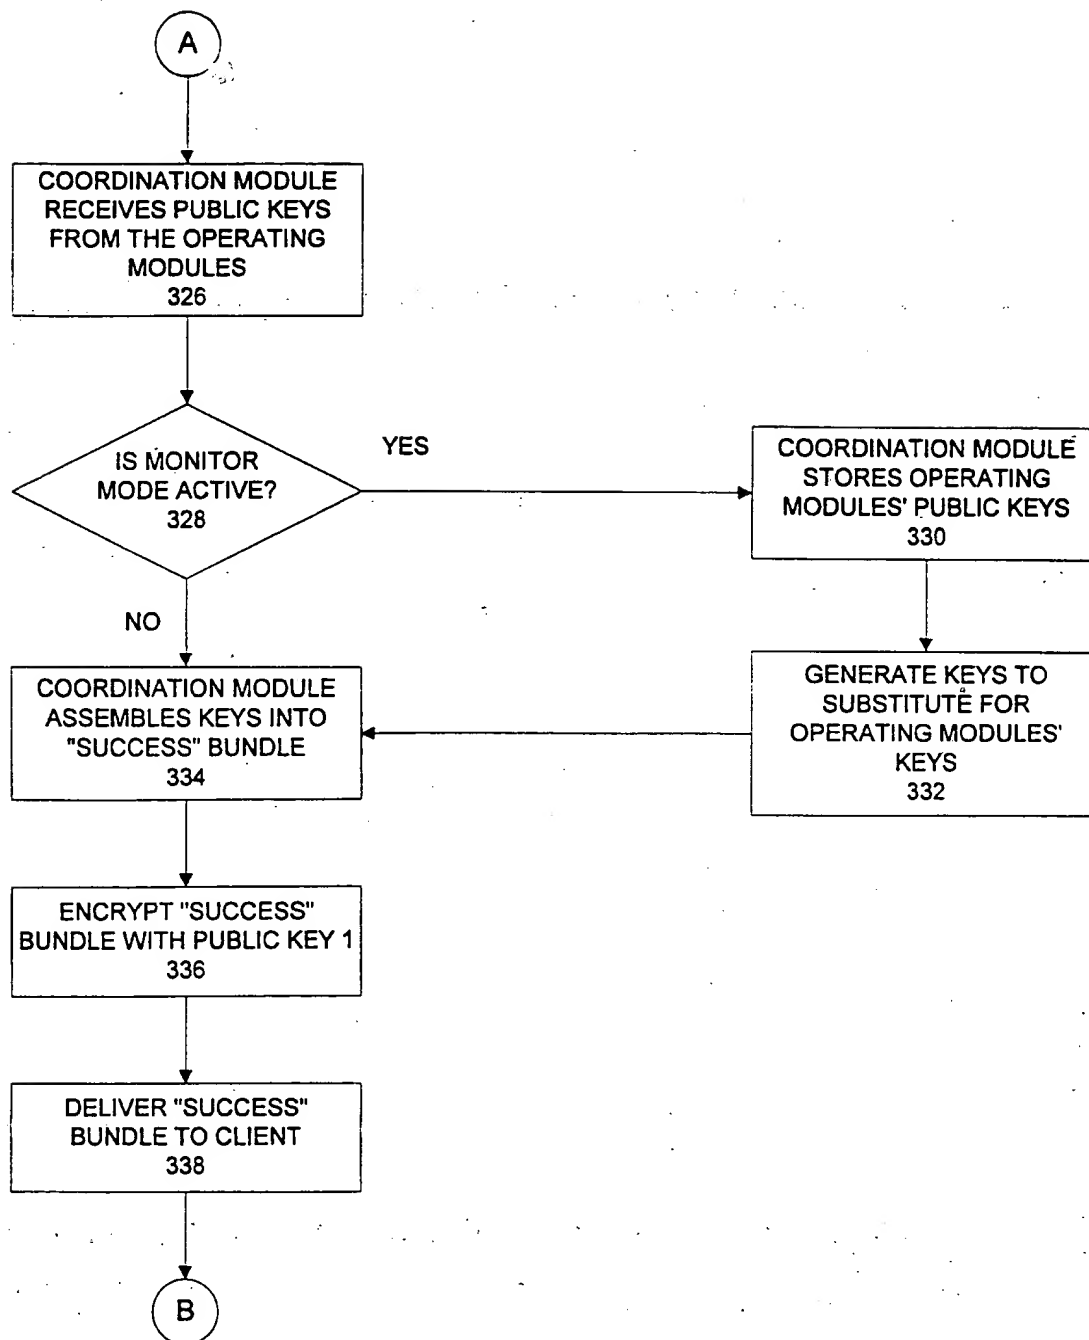 A
COORDINATION MODULE
RECEIVES PUBLIC KEYS
FROM THE OPERATING
MODULES
326
IS MONITOR
MODE ACTIVE?
328
YES
COORDINATION MODULE
STORES OPERATING
MODULES' PUBLIC KEYS
330
NO
GENERATE KEYS TO
SUBSTITUTE FOR
OPERATING MODULES'
KEYS
332
COORDINATION MODULE
ASSEMBLES KEYS INTO
"SUCCESS" BUNDLE
334
ENCRYPT "SUCCESS"
BUNDLE WITH PUBLIC KEY 1
336
DELIVER "SUCCESS"
BUNDLE TO CLIENT
338
B